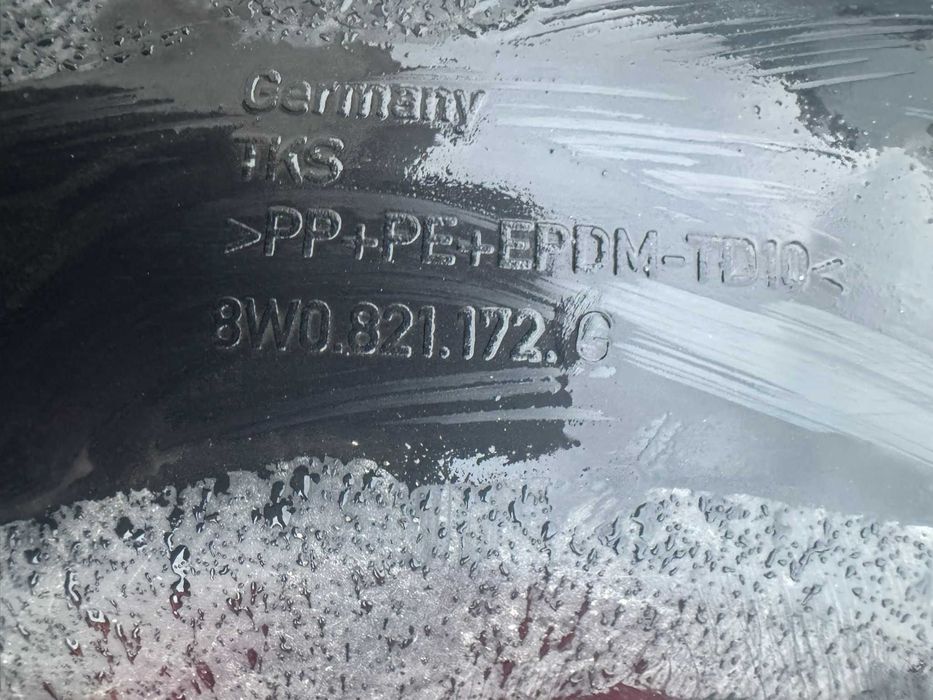 Germany
TKS
>PP+PE+EPDM-TD10<
8W0.821.172. G